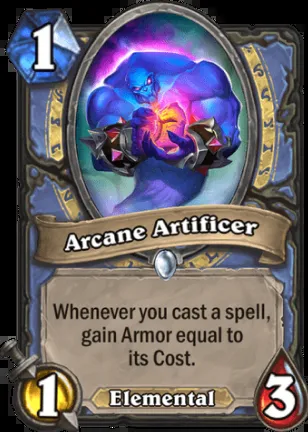 1
Arcane Artificer
Whenever you cast a spell,
gain Armor equal to
its Cost.
1
Elemental
3